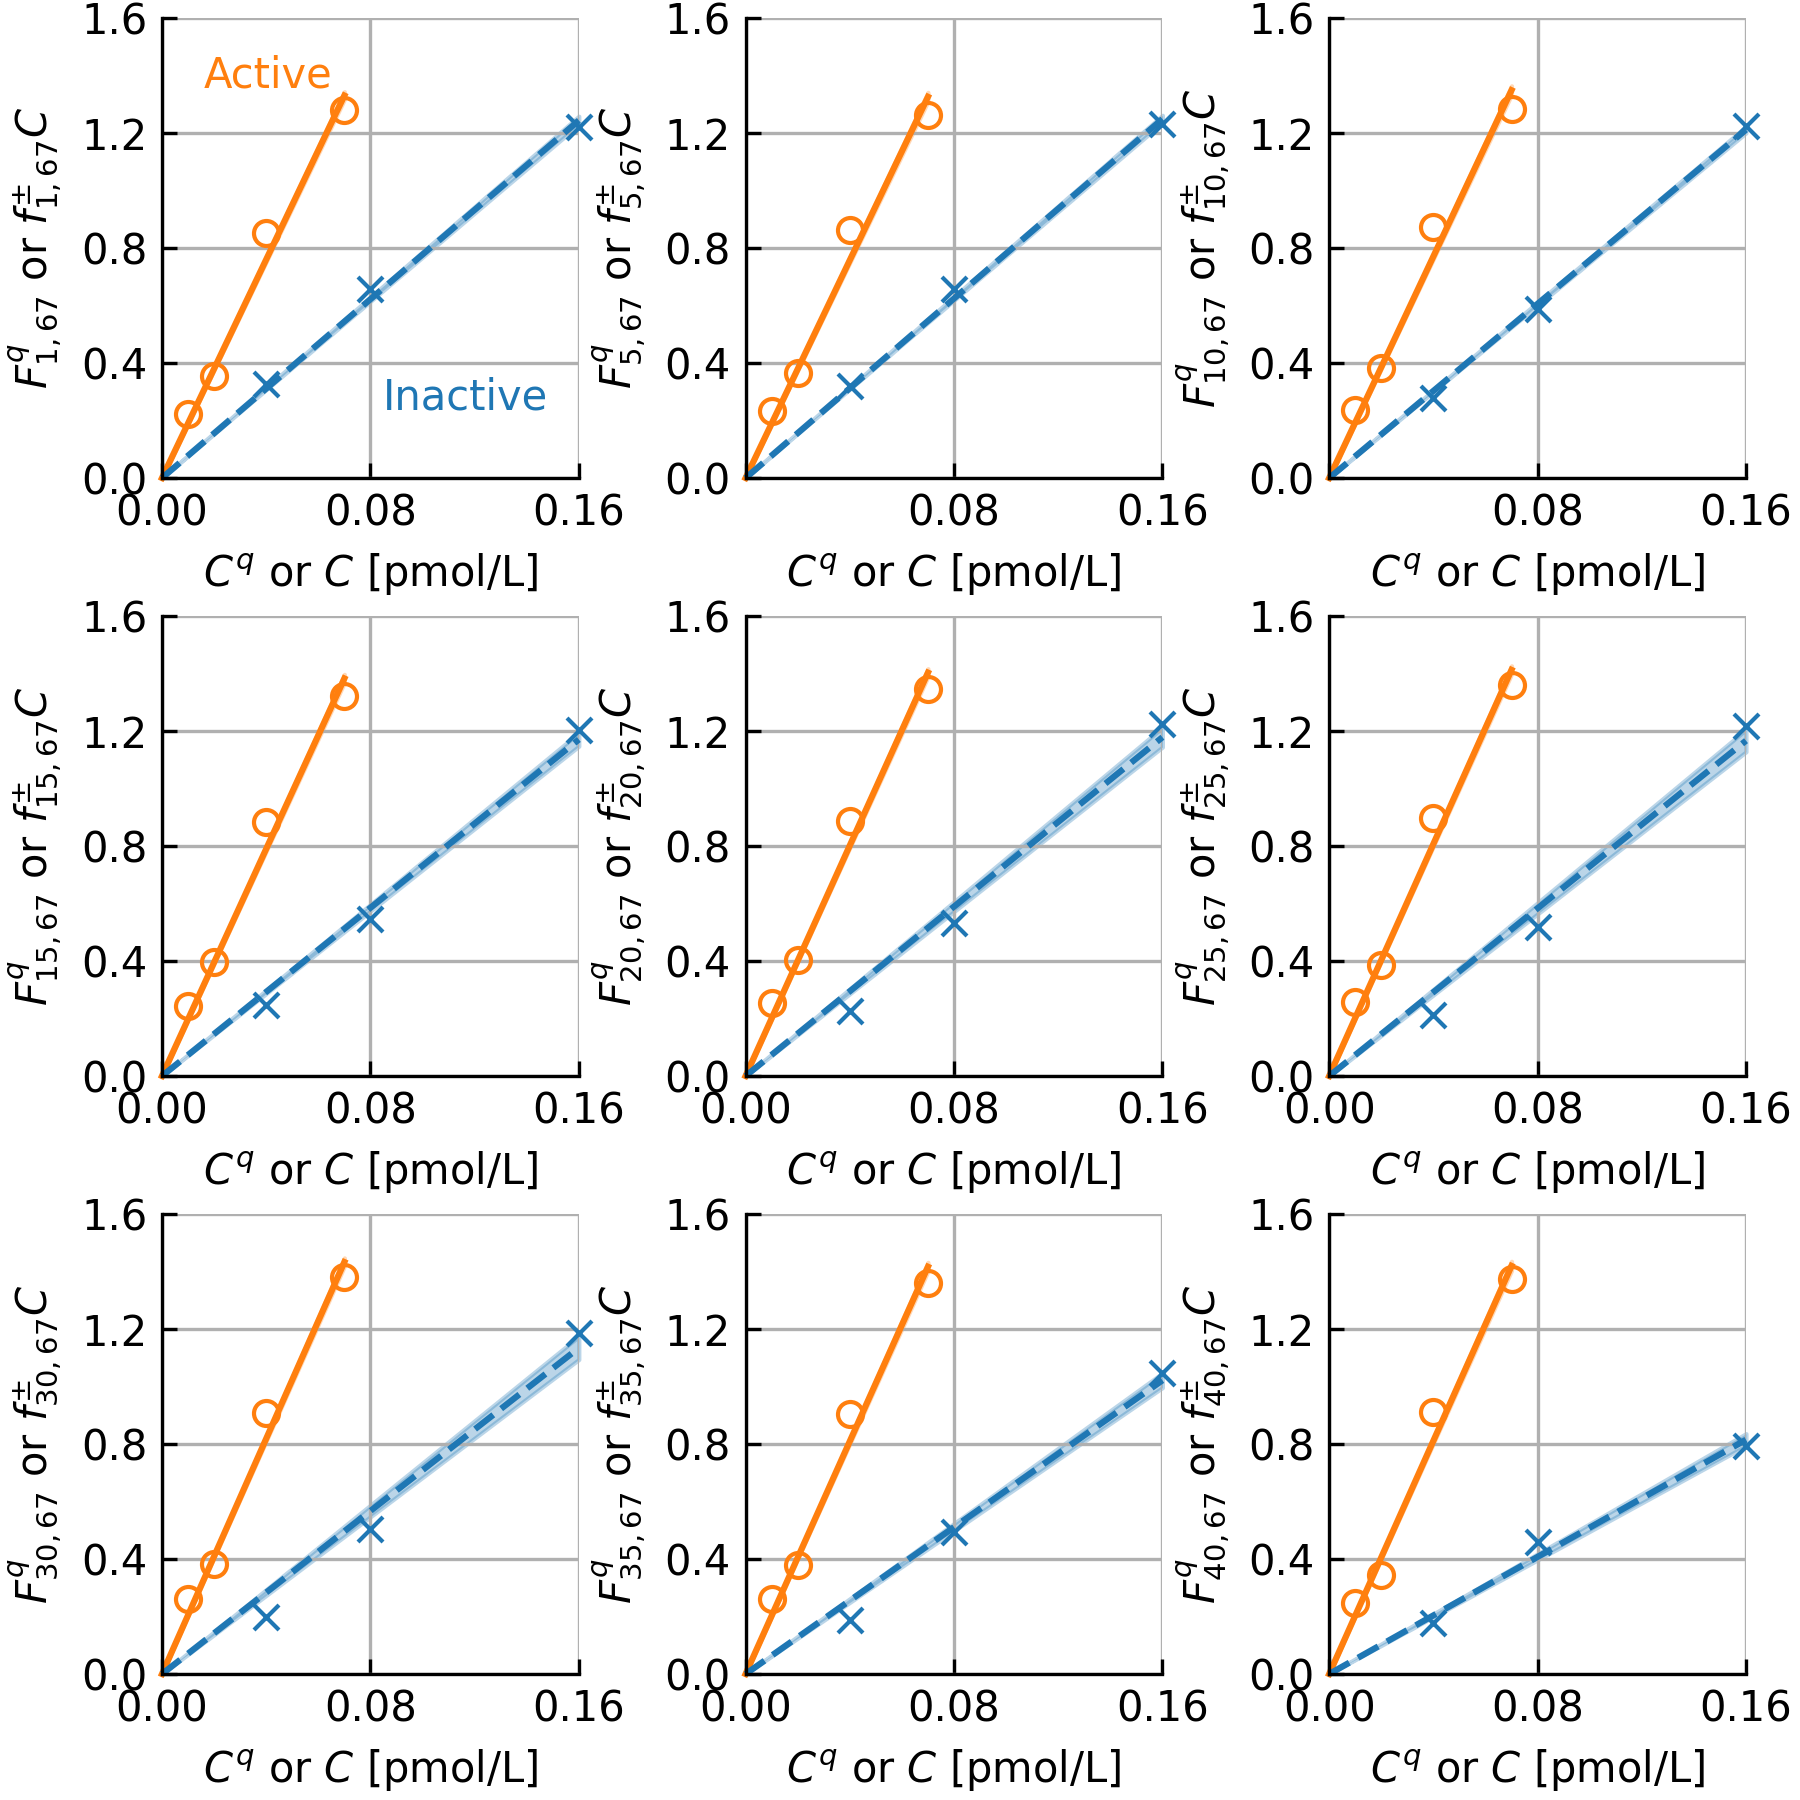 1.6
1.2
0.8
0.4
0.0
0.00 0.08 0.16
Active
Inactive
F^q_{1,67} or f^±_{1,67}C
C^q or C [pmol/L]
1.6
1.2
0.8
0.4
0.0
0.08 0.16
F^q_{5,67} or f^±_{5,67}C
C^q or C [pmol/L]
1.6
1.2
0.8
0.4
0.0
0.08 0.16
F^q_{10,67} or f^±_{10,67}C
C^q or C [pmol/L]
1.6
1.2
0.8
0.4
0.0
0.00 0.08 0.16
F^q_{15,67} or f^±_{15,67}C
C^q or C [pmol/L]
1.6
1.2
0.8
0.4
0.0
0.00 0.08 0.16
F^q_{20,67} or f^±_{20,67}C
C^q or C [pmol/L]
1.6
1.2
0.8
0.4
0.0
0.00 0.08 0.16
F^q_{25,67} or f^±_{25,67}C
C^q or C [pmol/L]
1.6
1.2
0.8
0.4
0.0
0.00 0.08 0.16
F^q_{30,67} or f^±_{30,67}C
C^q or C [pmol/L]
1.6
1.2
0.8
0.4
0.0
0.00 0.08 0.16
F^q_{35,67} or f^±_{35,67}C
C^q or C [pmol/L]
1.6
1.2
0.8
0.4
0.0
0.00 0.08 0.16
F^q_{40,67} or f^±_{40,67}C
C^q or C [pmol/L]